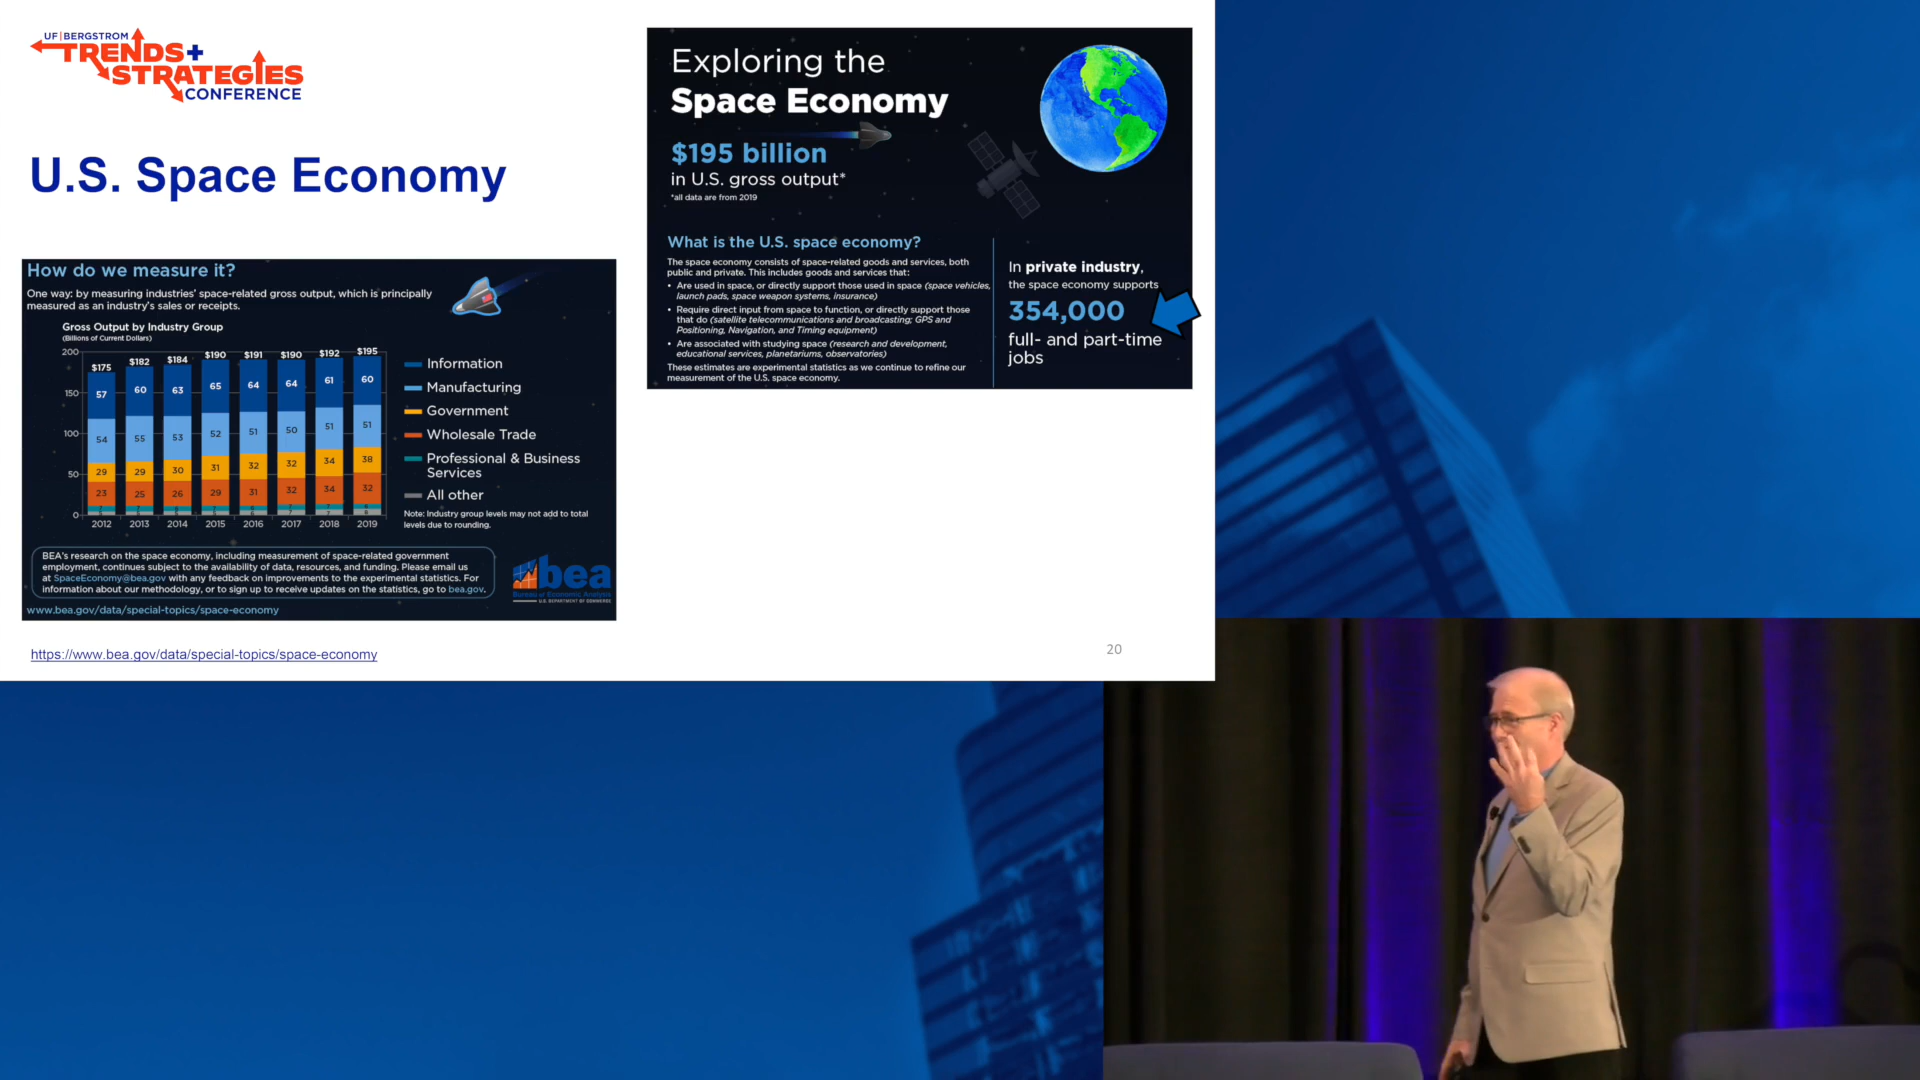 UF|BERGSTROM
TRENDS+
STRATEGIES
CONFERENCE
U.S. Space Economy
Exploring the
Space Economy
$195 billion
in U.S. gross output*
*all data are from 2019
What is the U.S. space economy?
The space economy consists of space-related goods and services, both
public and private. This includes goods and services that:
• Are used in space, or directly support those used in space (space vehicles,
launch pads, space weapon systems, insurance)
• Require direct input from space to function, or directly support those
that do (satellite telecommunications and broadcasting; GPS and
Positioning, Navigation, and Timing equipment)
• Are associated with studying space (research and development,
educational services, planetariums, observatories)
These estimates are experimental statistics as we continue to refine our
measurement of the U.S. space economy.
In private industry,
the space economy supports
354,000
full- and part-time
jobs
How do we measure it?
One way: by measuring industries' space-related gross output, which is principally
measured as an industry's sales or receipts.
Gross Output by Industry Group
(Billions of Current Dollars)
200
150
100
50
0
$175 $182 $184 $190 $191 $190 $192 $195
57 60 63 65 64 64 61 60
54 55 53 52 51 50 51 51
29 29 30 31 32 32 34 38
23 25 26 29 31 32 34 32
2012 2013 2014 2015 2016 2017 2018 2019
Information
Manufacturing
Government
Wholesale Trade
Professional & Business
Services
All other
Note: Industry group levels may not add to total
levels due to rounding.
BEA's research on the space economy, including measurement of space-related government
employment, continues subject to the availability of data, resources, and funding. Please email us
at SpaceEconomy@bea.gov with any feedback on improvements to the experimental statistics. For
information about our methodology, or to sign up to receive updates on the statistics, go to bea.gov.
bea
Bureau of Economic Analysis
U.S. DEPARTMENT OF COMMERCE
www.bea.gov/data/special-topics/space-economy
https://www.bea.gov/data/special-topics/space-economy
20